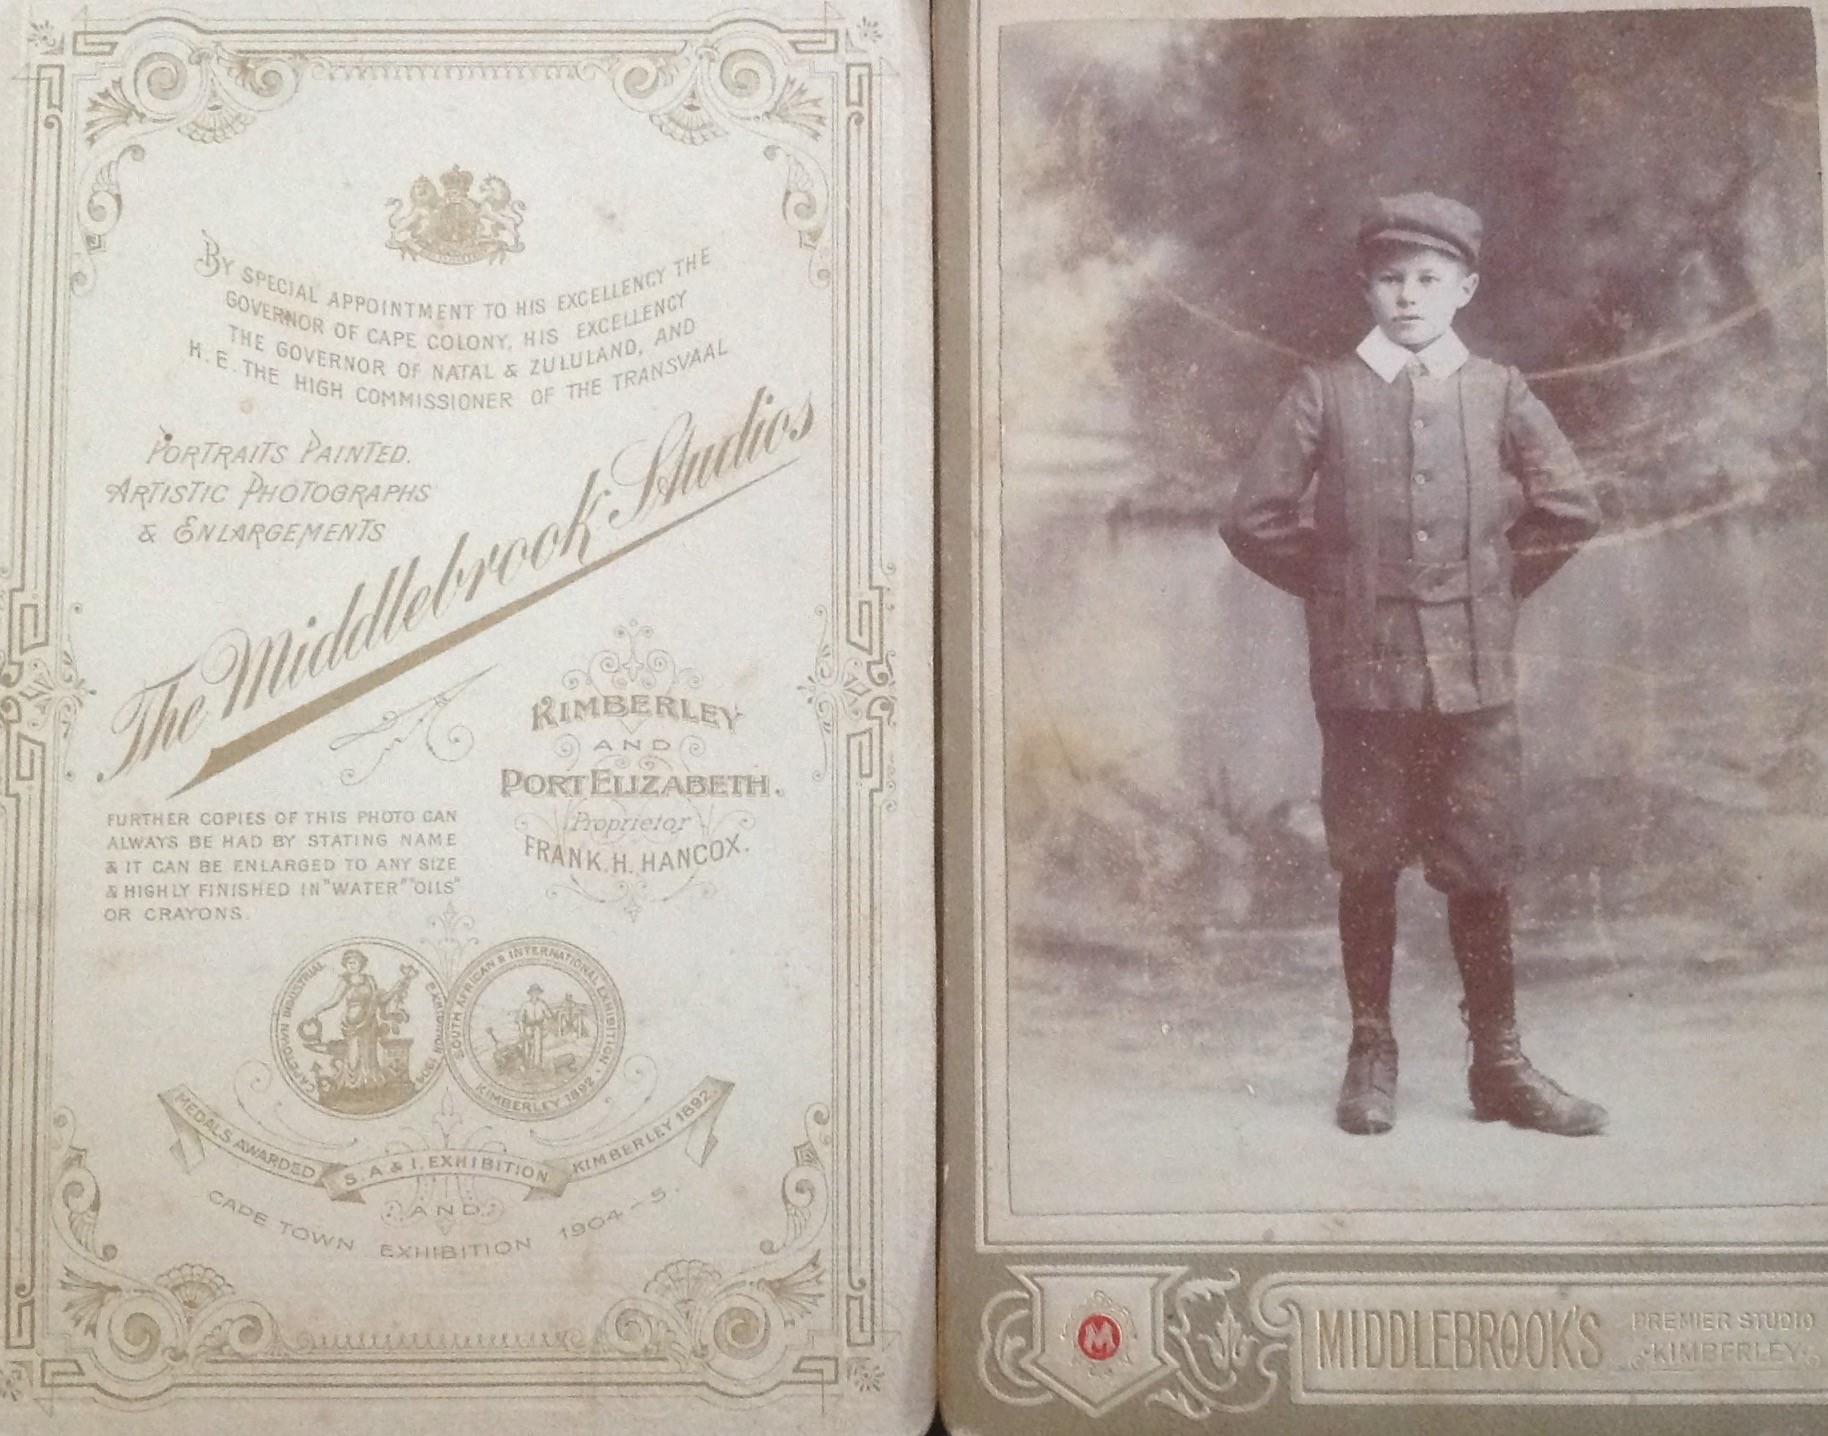 BY SPECIAL APPOINTMENT TO HIS EXCELLENCY THE
GOVERNOR OF CAPE COLONY, HIS EXCELLENCY
THE GOVERNOR OF NATAL & ZULULAND, AND
H.E. THE HIGH COMMISSIONER OF THE TRANSVAAL
PORTRAITS PAINTED.
ARTISTIC PHOTOGRAPHS
& ENLARGEMENTS
The Middlebrook Studios
KIMBERLEY
AND
PORT ELIZABETH.
Proprietor
FRANK. H. HANCOX.
FURTHER COPIES OF THIS PHOTO CAN
ALWAYS BE HAD BY STATING NAME
& IT CAN BE ENLARGED TO ANY SIZE
& HIGHLY FINISHED IN "WATER" "OILS"
OR CRAYONS.
CAPETOWN INDUSTRIAL EXHIBITION 1904
SOUTH AFRICAN & INTERNATIONAL EXHIBITION
KIMBERLEY 1892
MEDALS AWARDED S. A & I. EXHIBITION KIMBERLEY 1892.
AND
CAPE TOWN EXHIBITION 1904-5.
M
MIDDLEBROOK'S
PREMIER STUDIO
KIMBERLEY